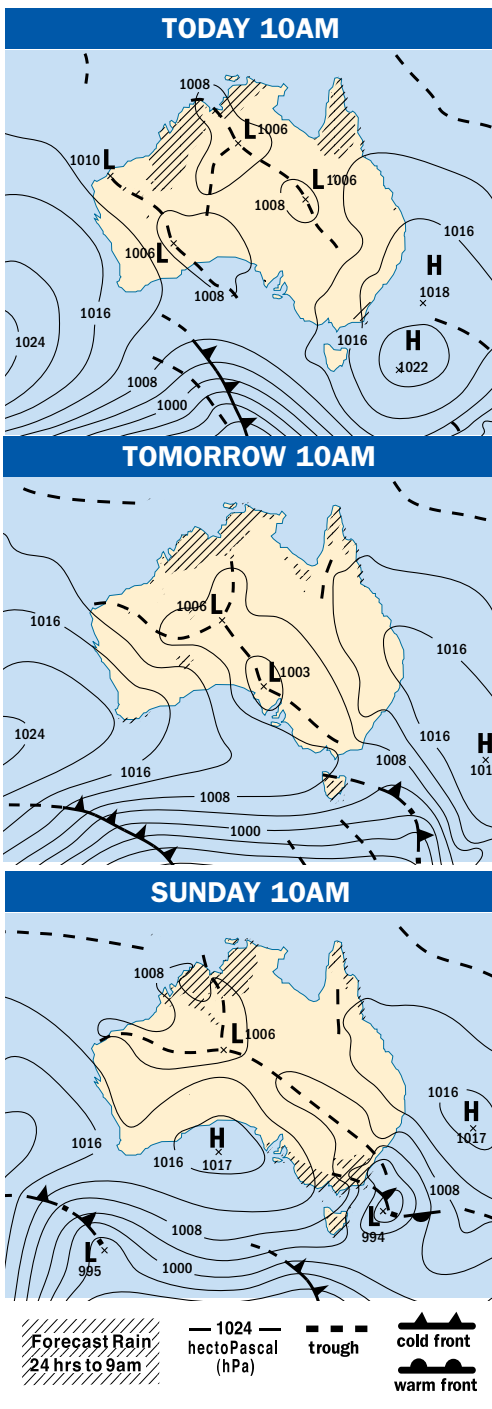 TODAY 10AM
1008
L 1006
1010 L
L 1006
1008
1016
1006 L
H
1008
1018
1016
1016
H
1024
1022
1008
1000
TOMORROW 10AM
1006 L
1016
1016
L 1003
1024
1016
H
1008
101
1016
1008
1000
SUNDAY 10AM
1008
L 1006
1016
H
1016
H
1017
1016
1017
1008
L
994
1008
L
995
1000
Forecast Rain
24 hrs to 9am
1024
hectoPascal
(hPa)
trough
cold front
warm front